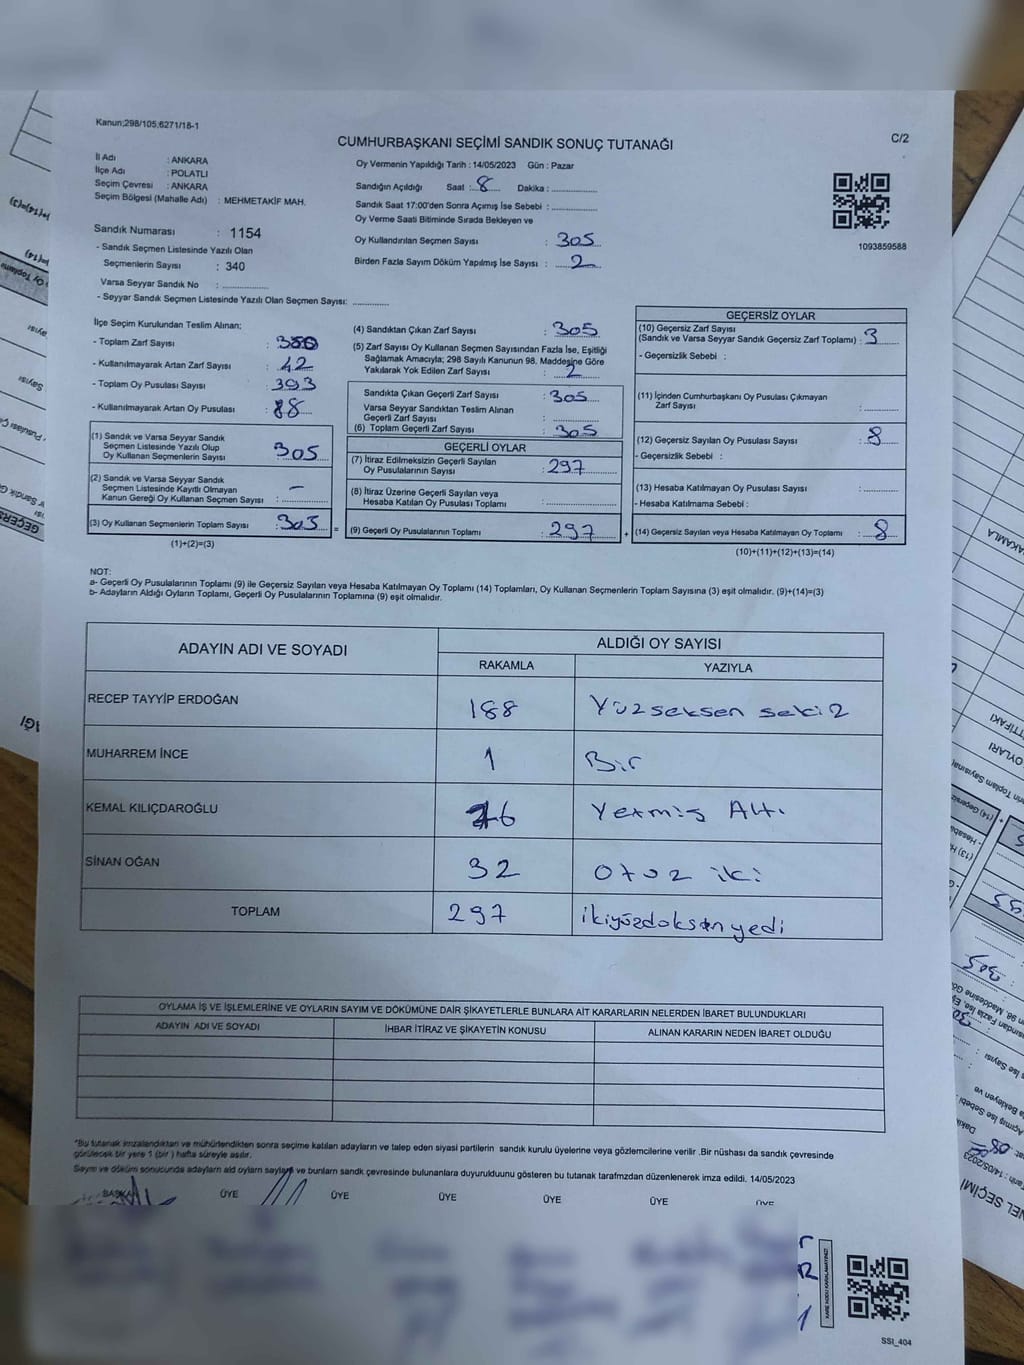 Kanun;298/105,6271/18-1
C/2
CUMHURBAŞKANI SEÇİMİ SANDIK SONUÇ TUTANAĞI
İl Adı : ANKARA
İlçe Adı : POLATLI
Seçim Çevresi : ANKARA
Seçim Bölgesi (Mahalle Adı) : MEHMETAKİF MAH.
Sandık Numarası : 1154
- Sandık Seçmen Listesinde Yazılı Olan
Seçmenlerin Sayısı : 340
Varsa Seyyar Sandık No :
- Seyyar Sandık Seçmen Listesinde Yazılı Olan Seçmen Sayısı:
Oy Vermenin Yapıldığı Tarih : 14/05/2023 Gün : Pazar
Sandığın Açıldığı Saat : 8 Dakika :
Sandık Saat 17:00'den Sonra Açımış İse Sebebi :
Oy Verme Saati Bitiminde Sırada Bekleyen ve
Oy Kullandırılan Seçmen Sayısı : 305
Birden Fazla Sayım Döküm Yapılmış İse Sayısı : 2
1093859588
İlçe Seçim Kurulundan Teslim Alınan;
- Toplam Zarf Sayısı :
- Kullanılmayarak Artan Zarf Sayısı : 42
- Toplam Oy Pusulası Sayısı : 393
- Kullanılmayarak Artan Oy Pusulası : 88
(1) Sandık ve Varsa Seyyar Sandık
Seçmen Listesinde Yazılı Olup
Oy Kullanan Seçmenlerin Sayısı 305
(2) Sandık ve Varsa Seyyar Sandık
Seçmen Listesinde Kayıtlı Olmayan
Kanun Gereği Oy Kullanan Seçmen Sayısı : -
(3) Oy Kullanan Seçmenlerin Toplam Sayısı : 305 =
(1)+(2)=(3)
(4) Sandıktan Çıkan Zarf Sayısı : 305
(5) Zarf Sayısı Oy Kullanan Seçmen Sayısından Fazla İse, Eşitliği
Sağlamak Amacıyla; 298 Sayılı Kanunun 98. Maddesine Göre
Yakılarak Yok Edilen Zarf Sayısı : 2
Sandıkta Çıkan Geçerli Zarf Sayısı : 305
Varsa Seyyar Sandıktan Teslim Alınan
Geçerli Zarf Sayısı :
(6) Toplam Geçerli Zarf Sayısı : 305
GEÇERLİ OYLAR
(7) İtiraz Edilmeksizin Geçerli Sayılan
Oy Pusulalarının Sayısı : 297
(8) İtiraz Üzerine Geçerli Sayılan veya
Hesaba Katılan Oy Pusulası Toplamı :
(9) Geçerli Oy Pusulalarının Toplamı : 297 +
GEÇERSİZ OYLAR
(10) Geçersiz Zarf Sayısı
(Sandık ve Varsa Seyyar Sandık Geçersiz Zarf Toplamı) : 3
- Geçersizlik Sebebi :
(11) İçinden Cumhurbaşkanı Oy Pusulası Çıkmayan
Zarf Sayısı :
(12) Geçersiz Sayılan Oy Pusulası Sayısı : 8
- Geçersizlik Sebebi :
(13) Hesaba Katılmayan Oy Pusulası Sayısı :
- Hesaba Katılmama Sebebi :
(14) Geçersiz Sayılan veya Hesaba Katılmayan Oy Toplamı : 8
(10)+(11)+(12)+(13)=(14)
NOT:
a- Geçerli Oy Pusulalarının Toplamı (9) ile Geçersiz Sayılan veya Hesaba Katılmayan Oy Toplamı (14) Toplamları, Oy Kullanan Seçmenlerin Toplam Sayısına (3) eşit olmalıdır. (9)+(14)=(3)
b- Adayların Aldığı Oyların Toplamı, Geçerli Oy Pusulalarının Toplamına (9) eşit olmalıdır.
ADAYIN ADI VE SOYADI ALDIĞI OY SAYISI
RAKAMLA YAZIYLA
RECEP TAYYİP ERDOĞAN 188 Yüzseksen sekiz
MUHARREM İNCE 1 Bir
KEMAL KILIÇDAROĞLU 76 Yetmiş Altı
SİNAN OĞAN 32 Otuz iki
TOPLAM 297 ikiyüzdoksanyedi
OYLAMA İŞ VE İŞLEMLERİNE VE OYLARIN SAYIM VE DÖKÜMÜNE DAİR ŞİKAYETLERLE BUNLARA AİT KARARLARIN NELERDEN İBARET BULUNDUKLARI
ADAYIN ADI VE SOYADI İHBAR İTİRAZ VE ŞİKAYETİN KONUSU ALINAN KARARIN NEDEN İBARET OLDUĞU
*Bu tutanak imzalandıktan ve mühürlendikten sonra seçime katılan adayların ve talep eden siyasi partilerin sandık kurulu üyelerine veya gözlemcilerine verilir .Bir nüshası da sandık çevresinde
görülecek bir yere 1 (bir ) hafta süreyle asılır.
Sayım ve döküm sonucunda adayların ald oyların sayları ve bunların sandık çevresinde bulunanlara duyurulduunu gösteren bu tutanak tarafmzdan düzenlenerek imza edildi. 14/05/2023
BAŞKAN ÜYE ÜYE ÜYE ÜYE ÜYE ÜYE
KARE KODU KARALAMAYINIZ!
SSI_404